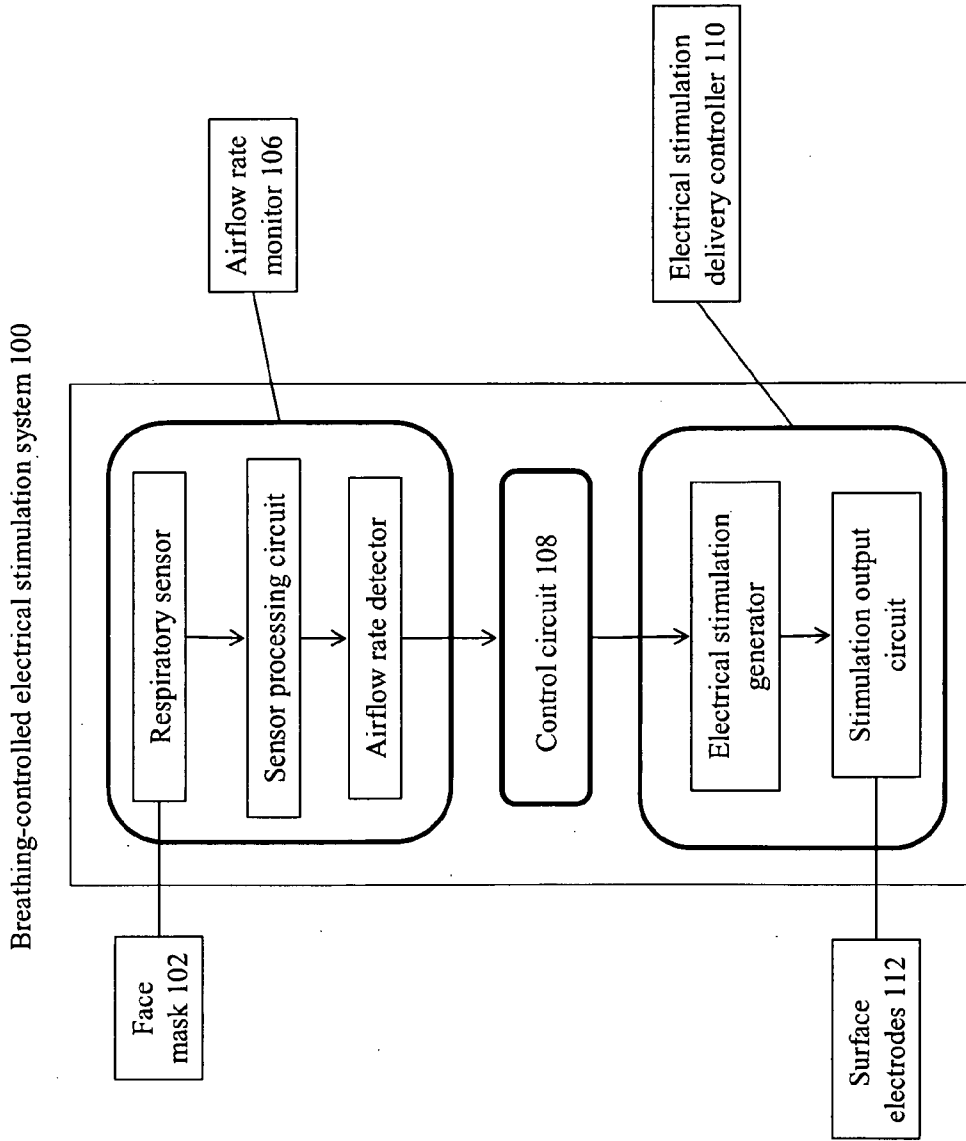 Breathing-controlled electrical stimulation system 100
Face
mask 102
Respiratory sensor
Sensor processing circuit
Airflow rate detector
Airflow rate
monitor 106
Control circuit 108
Electrical stimulation
generator
Stimulation output
circuit
Electrical stimulation
delivery controller 110
Surface
electrodes 112